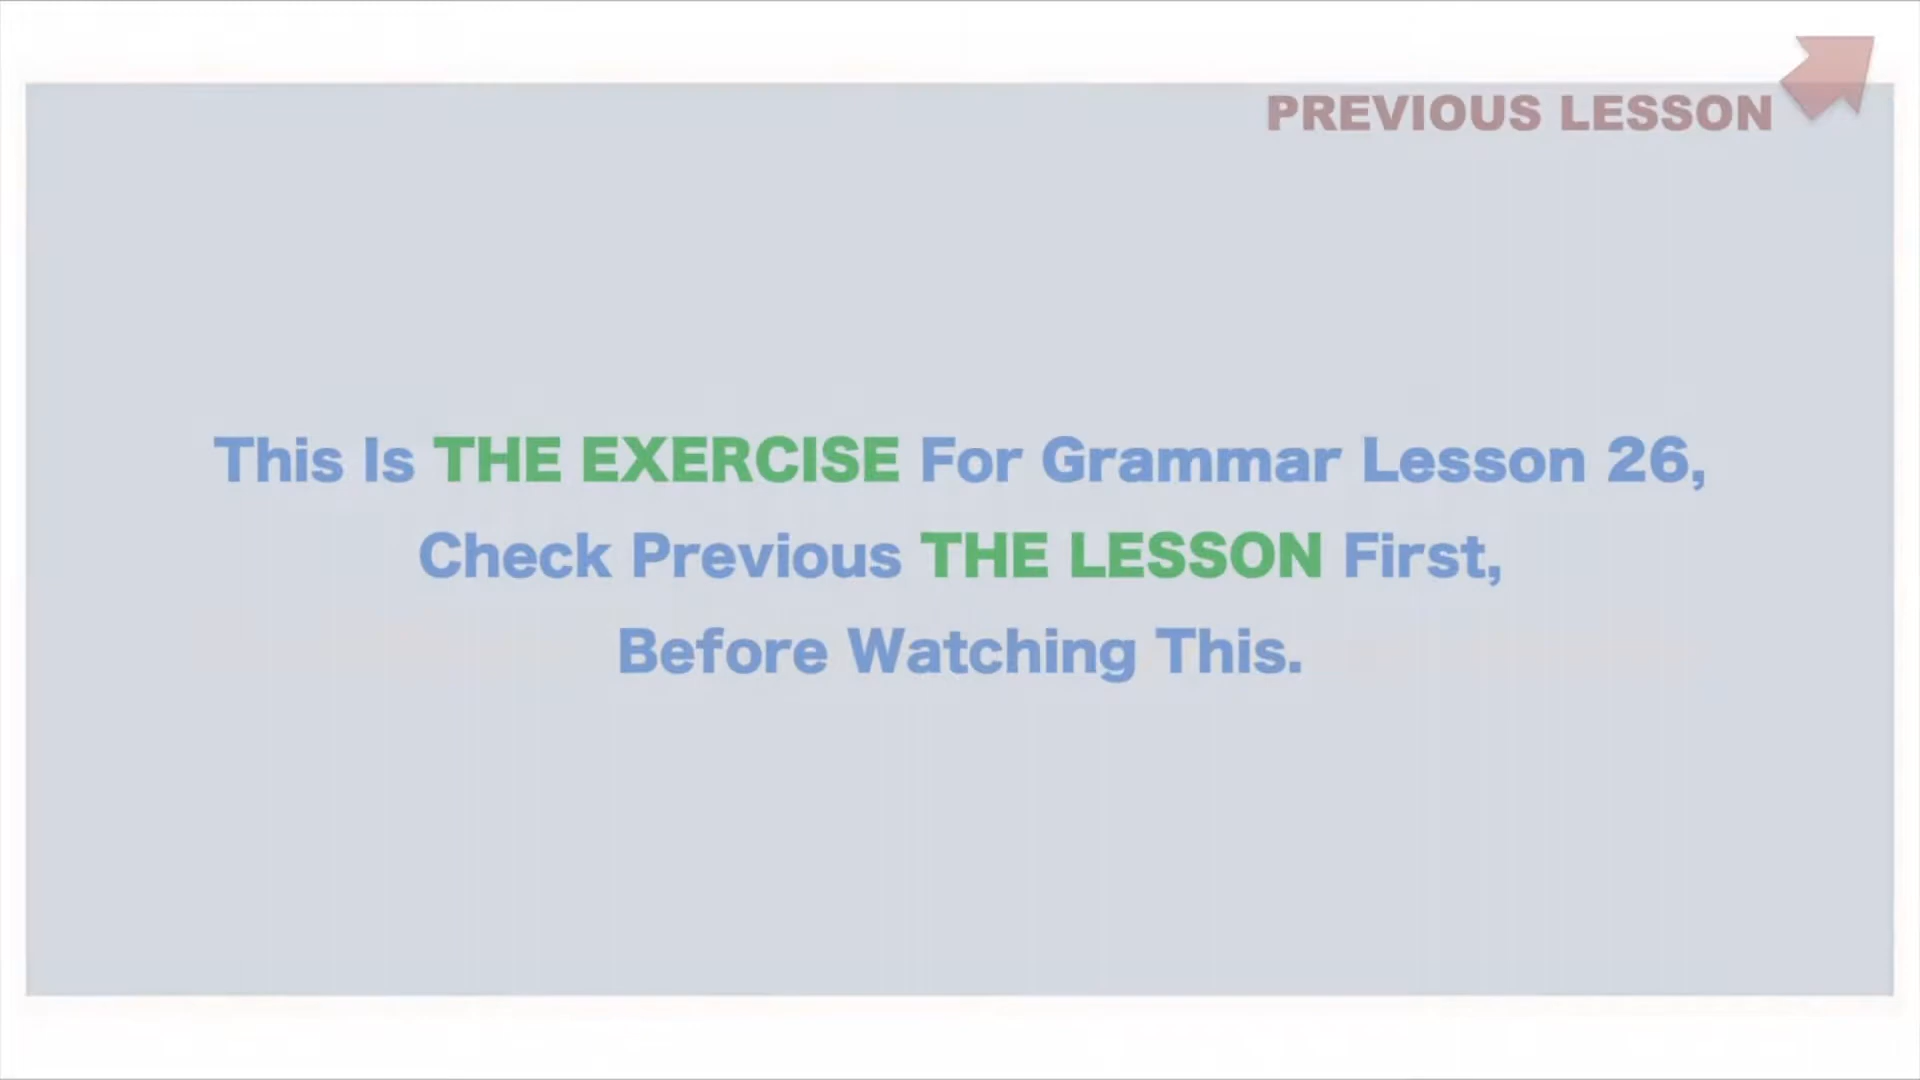 PREVIOUS LESSON
This Is THE EXERCISE For Grammar Lesson 26,
Check Previous THE LESSON First,
Before Watching This.